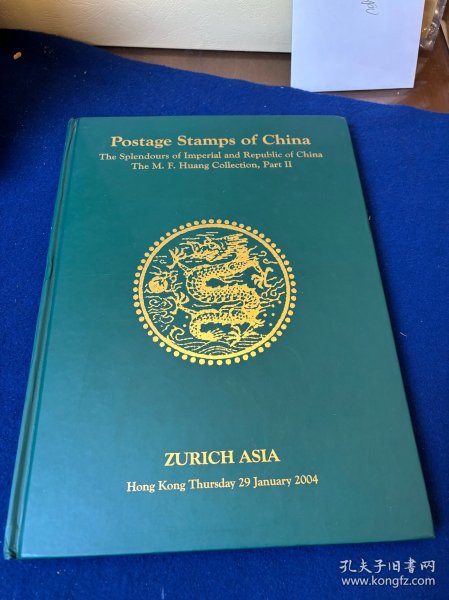 Postage Stamps of China
The Splendours of Imperial and Republic of China
The M. F. Huang Collection, Part II
ZURICH ASIA
Hong Kong Thursday 29 January 2004
孔夫子旧书网
www.kongfz.com